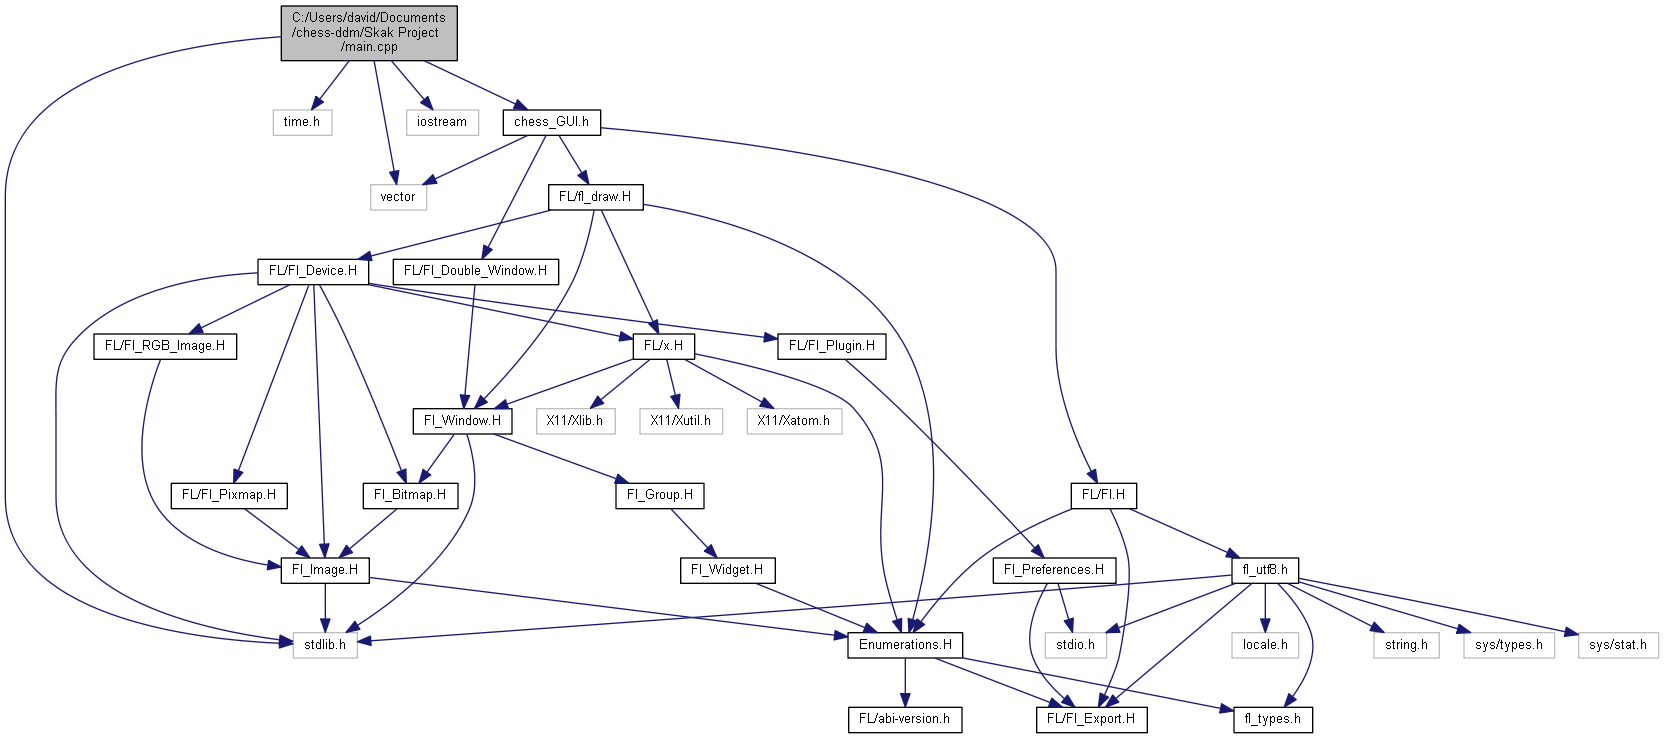 C:/Users/david/Documents
/chess-ddm/Skak Project
/main.cpp
time.h
iostream
chess_GUI.h
vector
FL/fl_draw.H
FL/Fl_Device.H
FL/Fl_Double_Window.H
FL/Fl_RGB_Image.H
FL/x.H
FL/Fl_Plugin.H
Fl_Window.H
X11/Xlib.h
X11/Xutil.h
X11/Xatom.h
FL/Fl_Pixmap.H
Fl_Bitmap.H
Fl_Group.H
FL/Fl.H
Fl_Image.H
Fl_Widget.H
Fl_Preferences.H
fl_utf8.h
stdlib.h
Enumerations.H
stdio.h
locale.h
string.h
sys/types.h
sys/stat.h
FL/abi-version.h
FL/Fl_Export.H
fl_types.h